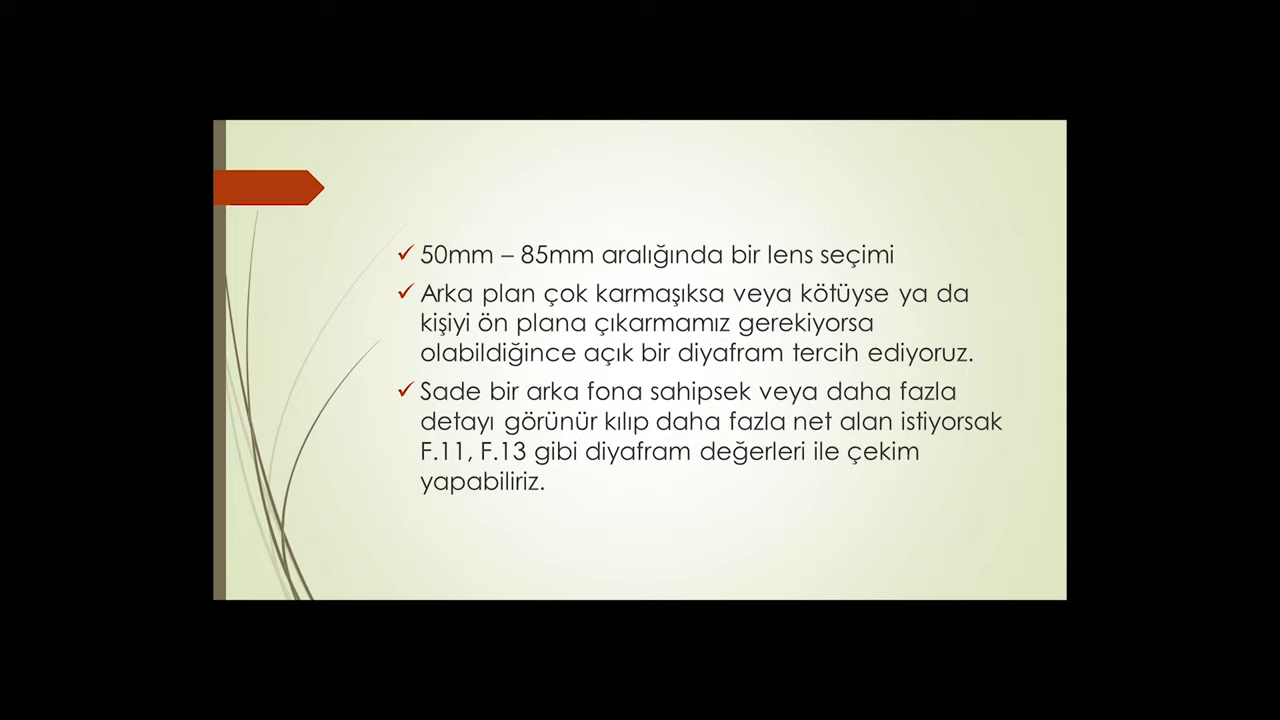 ✓ 50mm – 85mm aralığında bir lens seçimi
✓ Arka plan çok karmaşıksa veya kötüyse ya da
kişiyi ön plana çıkarmamız gerekiyorsa
olabildiğince açık bir diyafram tercih ediyoruz.
✓ Sade bir arka fona sahipsek veya daha fazla
detayı görünür kılıp daha fazla net alan istiyorsak
F.11, F.13 gibi diyafram değerleri ile çekim
yapabiliriz.